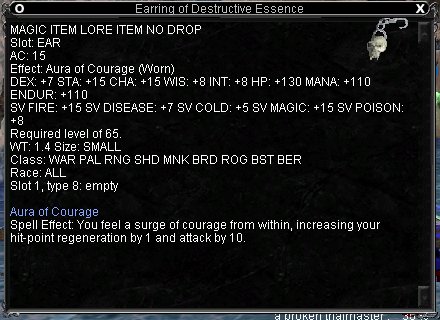 O Earring of Destructive Essence X
MAGIC ITEM LORE ITEM NO DROP
Slot: EAR
AC: 15
Effect: Aura of Courage (Worn)
DEX: +7 STA: +15 CHA: +15 WIS: +8 INT: +8 HP: +130 MANA: +110
ENDUR: +110
SV FIRE: +15 SV DISEASE: +7 SV COLD: +5 SV MAGIC: +15 SV POISON:
+8
Required level of 65.
WT: 1.4 Size: SMALL
Class: WAR PAL RNG SHD MNK BRD ROG BST BER
Race: ALL
Slot 1, type 8: empty
Aura of Courage
Spell Effect: You feel a surge of courage from within, increasing your
hit-point regeneration by 1 and attack by 10.
a broken trialmaster